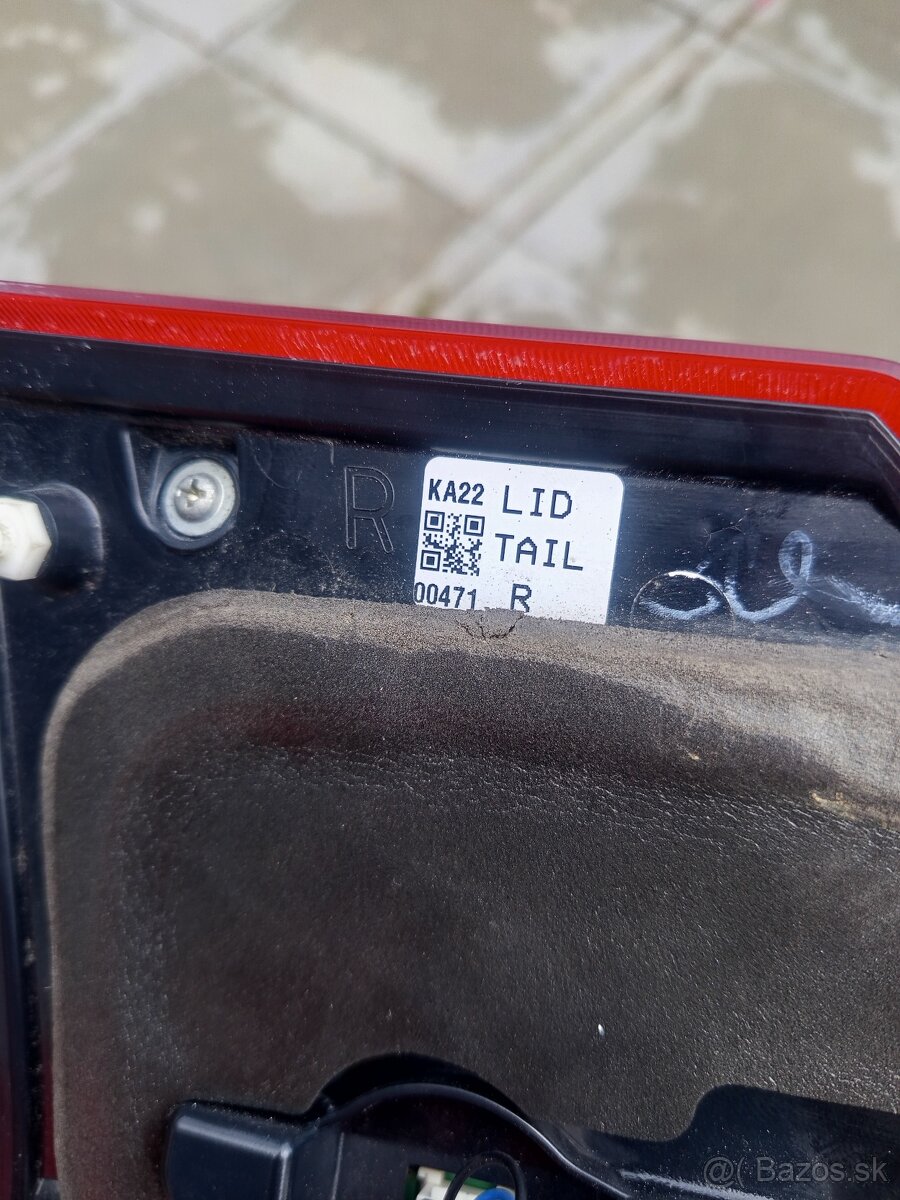 R
KA22 LID
TAIL
00471 R
@( Bazos.sk